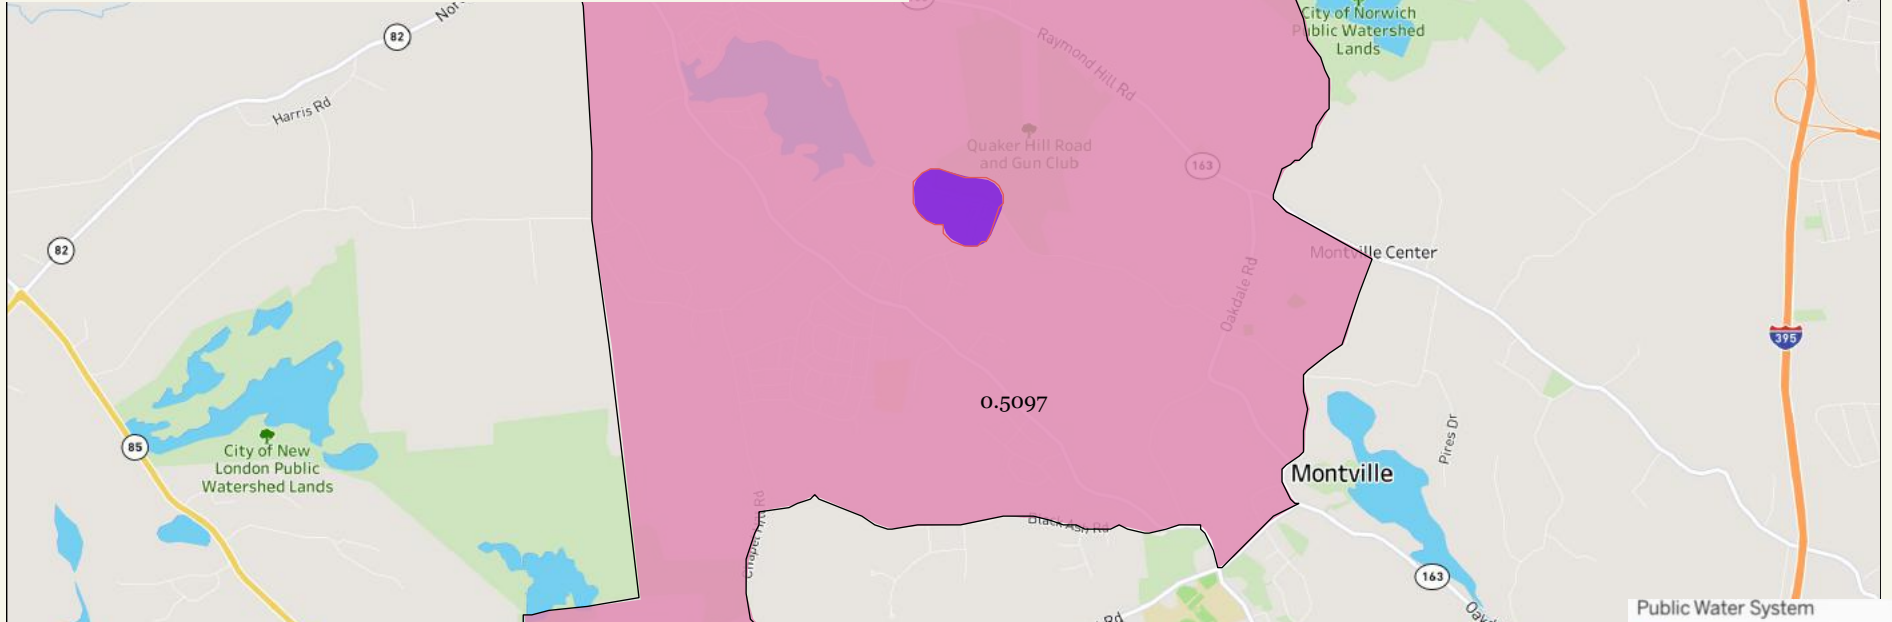 82
City of Norwich
Public Watershed
Lands
Raymond Hill Rd
Harris Rd
Quaker Hill Road
and Gun Club
163
82
Montville Center
Oakdale Rd
395
0.5097
85
City of New
London Public
Watershed Lands
Pires Dr
Montville
Black Ash Rd
163
Public Water System
Rd